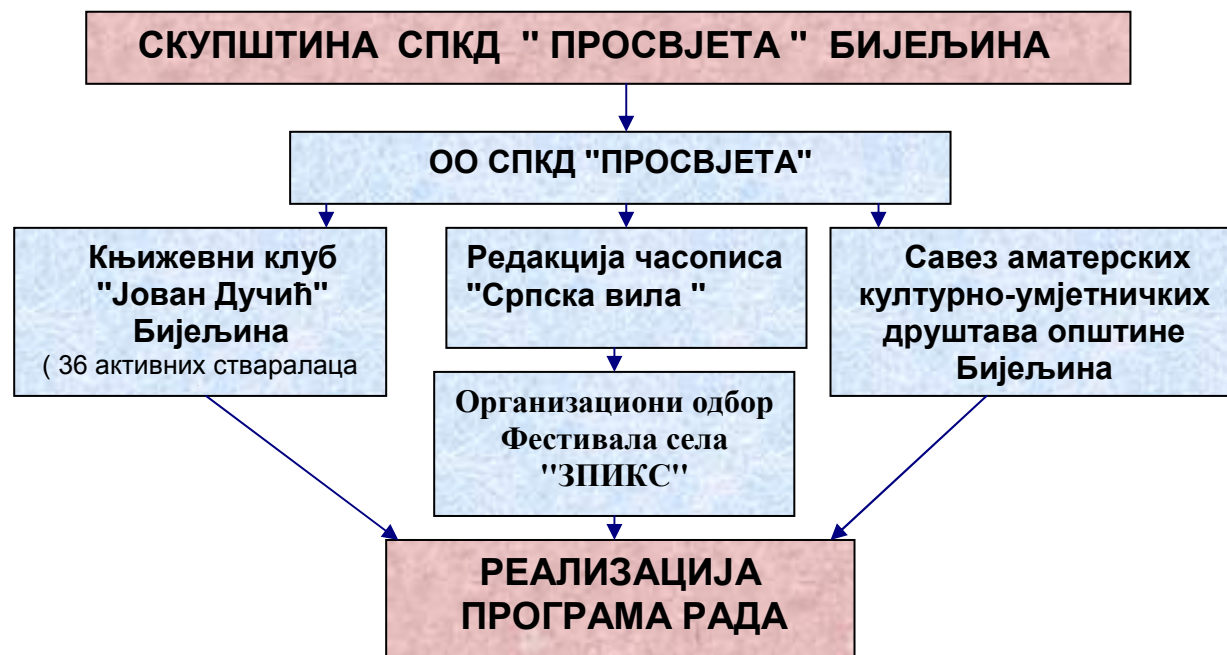 СКУПШТИНА СПКД " ПРОСВЈЕТА " БИЈЕЉИНА
ОО СПКД "ПРОСВЈЕТА"
Књижевни клуб
"Јован Дучић"
Бијељина
( 36 активних стваралаца
Редакција часописа
"Српска вила "
Савез аматерских
културно-умјетничких
друштава општине
Бијељина
Организациони одбор
Фестивала села
"ЗПИКС"
РЕАЛИЗАЦИЈА
ПРОГРАМА РАДА